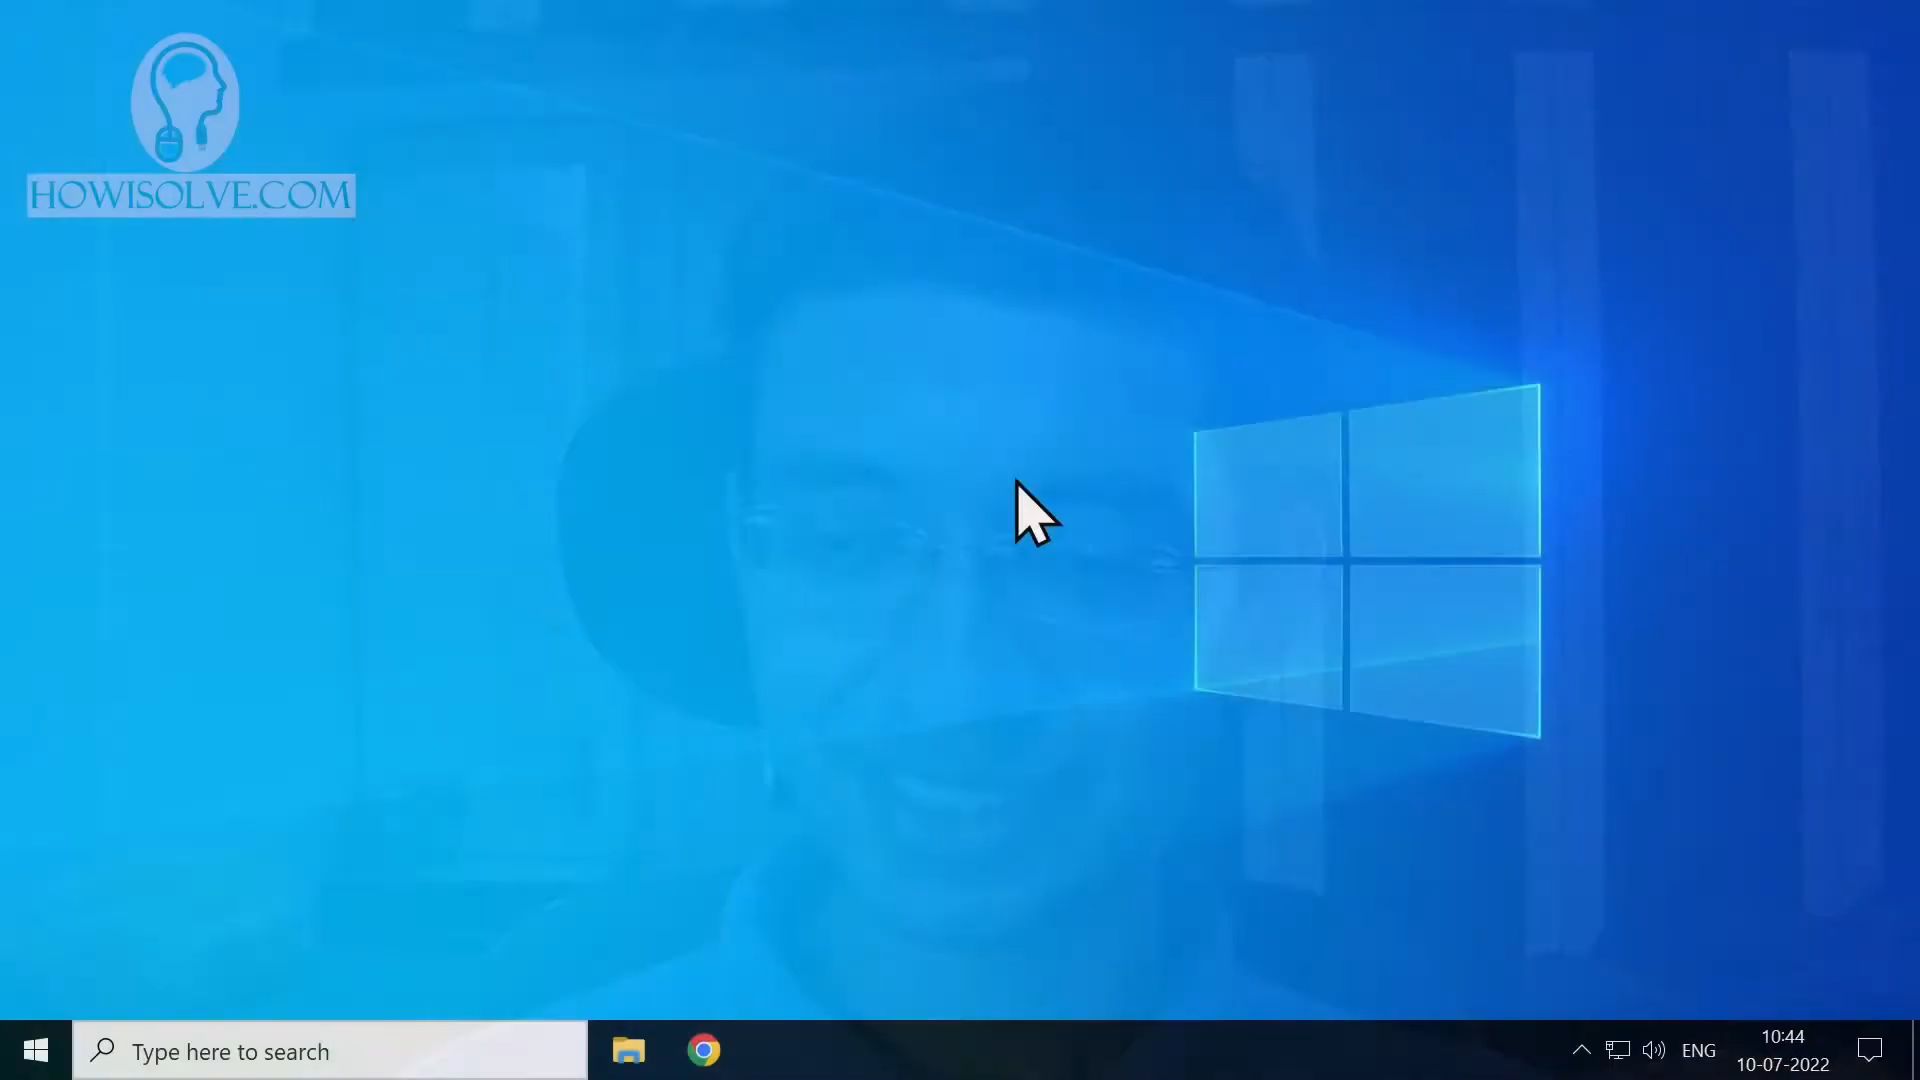 HOWISOLVE.COM
Type here to search
ENG
10:44
10-07-2022